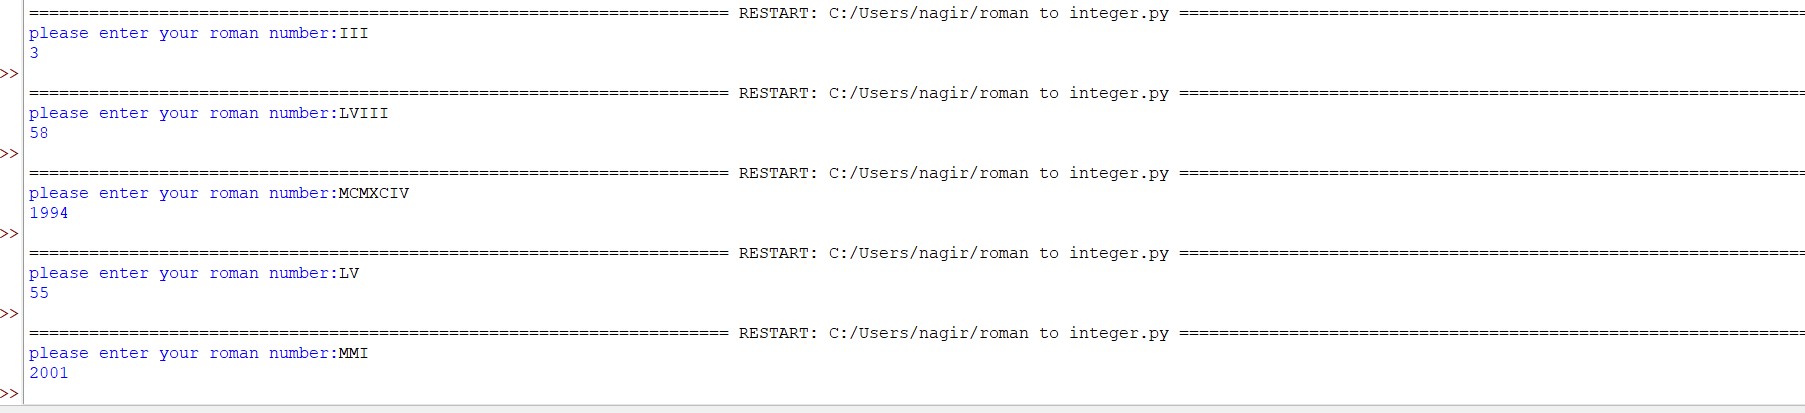 ====================================================================== RESTART: C:/Users/nagir/roman to integer.py ===============================================================
please enter your roman number:III
3
>>
====================================================================== RESTART: C:/Users/nagir/roman to integer.py ===============================================================
please enter your roman number:LVIII
58
>>
====================================================================== RESTART: C:/Users/nagir/roman to integer.py ===============================================================
please enter your roman number:MCMXCIV
1994
>>
====================================================================== RESTART: C:/Users/nagir/roman to integer.py ===============================================================
please enter your roman number:LV
55
>>
====================================================================== RESTART: C:/Users/nagir/roman to integer.py ===============================================================
please enter your roman number:MMI
2001
>>